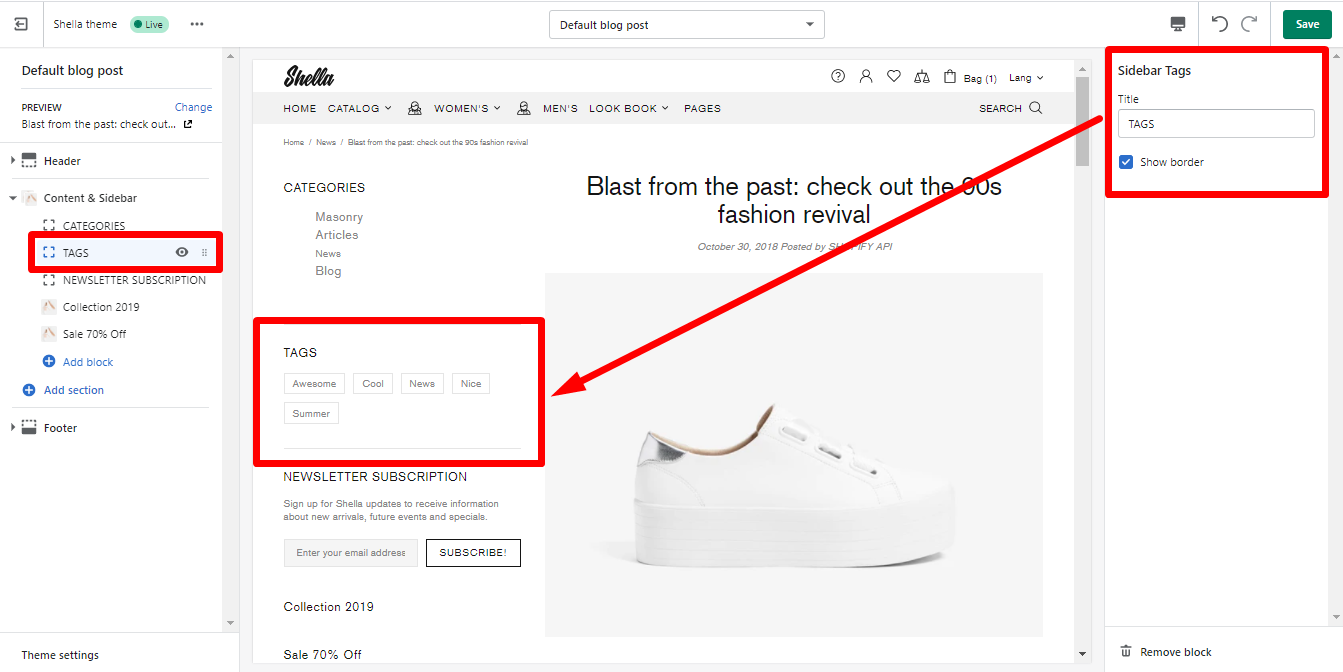 Shella theme
Live
Default blog post
Save
Default blog post
PREVIEW
Change
Blast from the past: check out...
Header
Content & Sidebar
CATEGORIES
TAGS
NEWSLETTER SUBSCRIPTION
Collection 2019
Sale 70% Off
Add block
Add section
Footer
Theme settings
Shella
Bag (1)
Lang
HOME
CATALOG
WOMEN'S
MEN'S
LOOK BOOK
PAGES
SEARCH
Home / News / Blast from the past: check out the 90s fashion revival
CATEGORIES
Masonry
Articles
News
Blog
TAGS
Awesome
Cool
News
Nice
Summer
NEWSLETTER SUBSCRIPTION
Sign up for Shella updates to receive information
about new arrivals, future events and specials.
Enter your email address
SUBSCRIBE!
Collection 2019
Sale 70% Off
Blast from the past: check out the 90s
fashion revival
October 30, 2018 Posted by SHOPIFY API
Sidebar Tags
Title
TAGS
Show border
Remove block